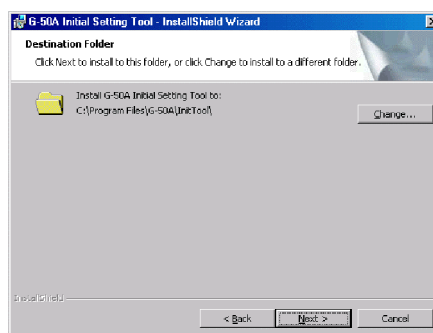 G-50A Initial Setting Tool - InstallShield Wizard
Destination Folder
Click Next to install to this folder, or click Change to install to a different folder.
Install G-50A Initial Setting Tool to:
C:\Program Files\G-50A\InitTool\
Change...
InstallShield
< Back
Next >
Cancel